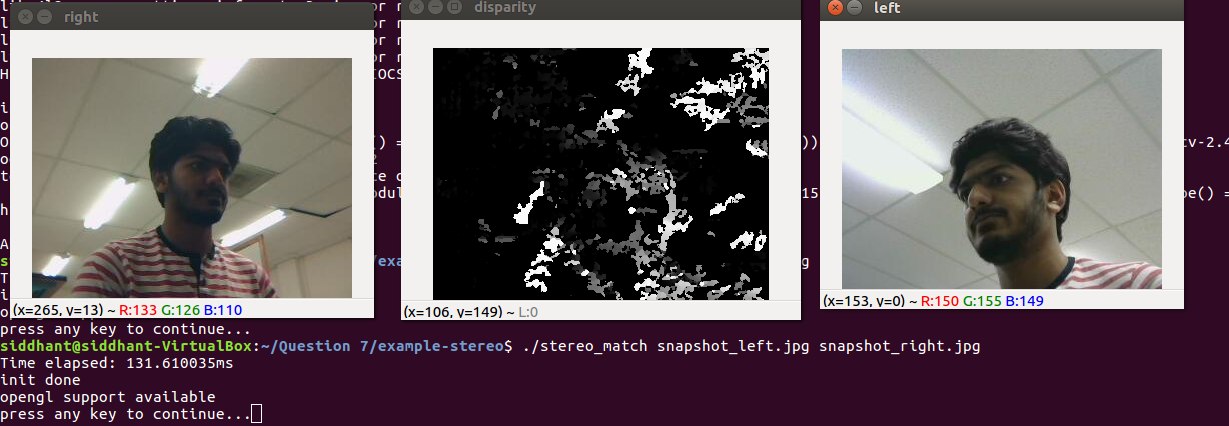 right
disparity
left
(x=265, y=13) ~ R:133 G:126 B:110
(x=106, y=149) ~ L:0
(x=153, y=0) ~ R:150 G:155 B:149
press any key to continue...
siddhant@siddhant-VirtualBox:~/Question 7/example-stereo$ ./stereo_match snapshot_left.jpg snapshot_right.jpg
Time elapsed: 131.610035ms
init done
opengl support available
press any key to continue...